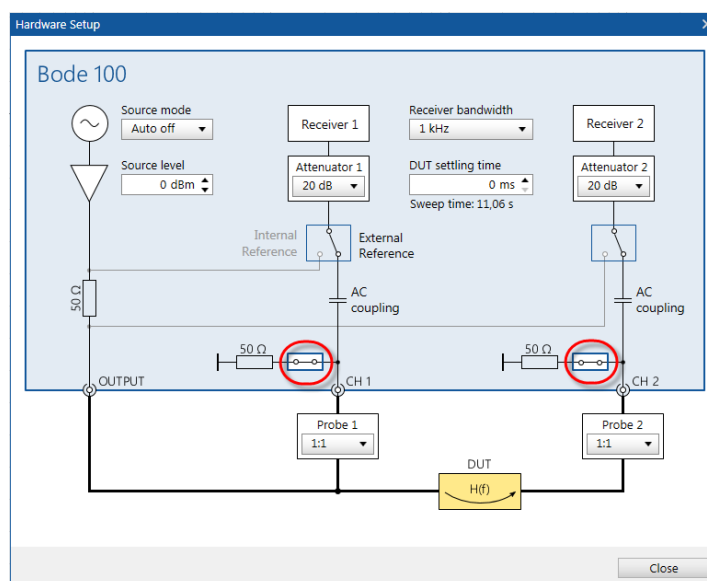 Hardware Setup
Bode 100
Source mode
Auto off
Source level
0 dBm
Receiver 1
Attenuator 1
20 dB
Receiver bandwidth
1 kHz
DUT settling time
0 ms
Sweep time: 11,06 s
Receiver 2
Attenuator 2
20 dB
Internal
Reference
External
Reference
50 Ω
AC
coupling
AC
coupling
50 Ω
50 Ω
OUTPUT
CH 1
CH 2
Probe 1
1:1
Probe 2
1:1
DUT
H(f)
Close